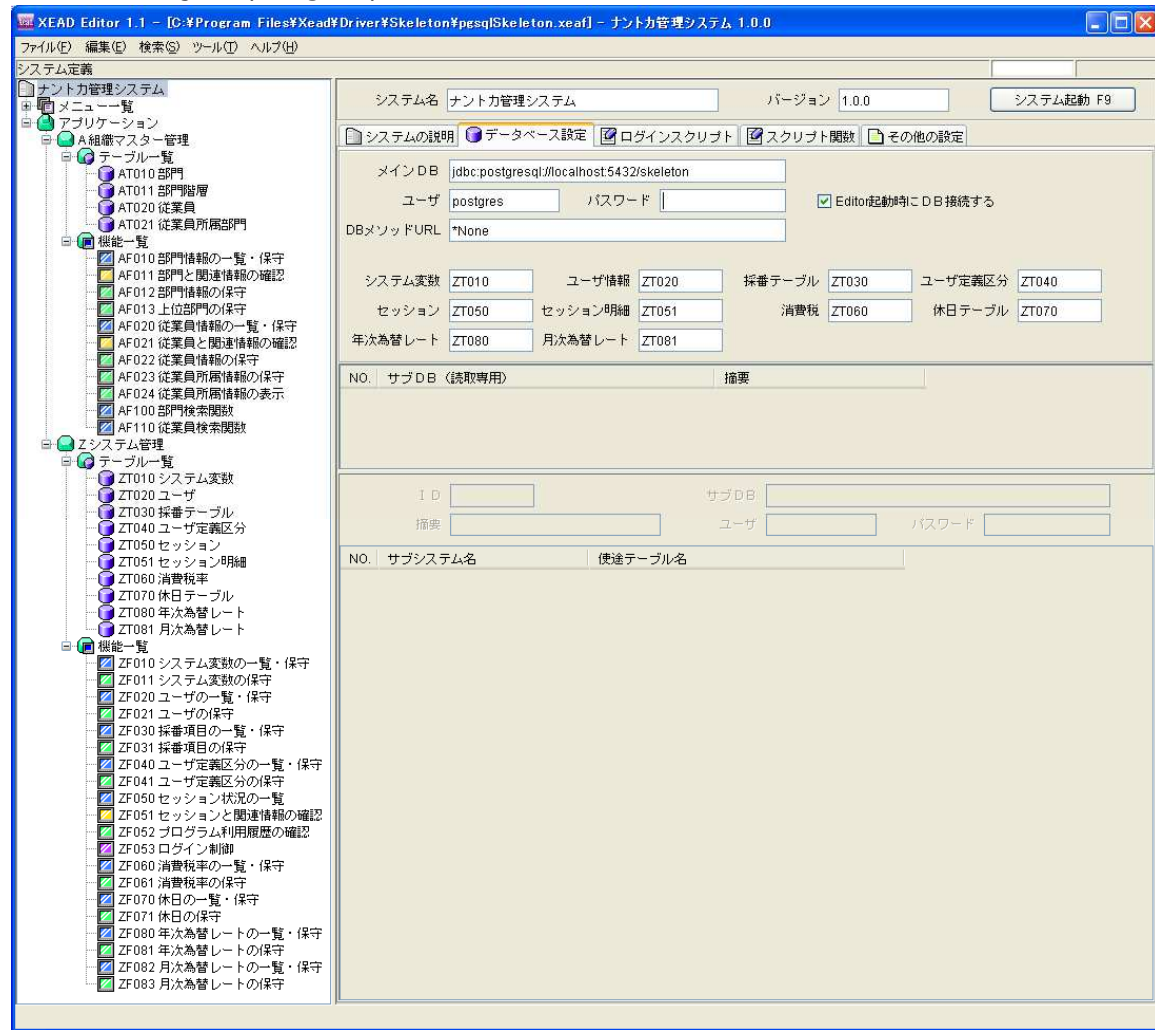 XEAD Editor 1.1 - [C:¥Program Files¥Xead¥Driver¥Skeleton¥pgsqlSkeleton.xeaf] - ナントカ管理システム 1.0.0
ファイル(F) 編集(E) 検索(S) ツール(T) ヘルプ(H)
システム定義
ナントカ管理システム
メニュー一覧
アプリケーション
A組織マスター管理
テーブル一覧
AT010 部門
AT011 部門階層
AT020 従業員
AT021 従業員所属部門
機能一覧
AF010 部門情報の一覧・保守
AF011 部門と関連情報の確認
AF012 部門情報の保守
AF013 上位部門の保守
AF020 従業員情報の一覧・保守
AF021 従業員と関連情報の確認
AF022 従業員情報の保守
AF023 従業員所属情報の保守
AF024 従業員所属情報の表示
AF100 部門検索関数
AF110 従業員検索関数
Zシステム管理
テーブル一覧
ZT010 システム変数
ZT020 ユーザ
ZT030 採番テーブル
ZT040 ユーザ定義区分
ZT050 セッション
ZT051 セッション明細
ZT060 消費税率
ZT070 休日テーブル
ZT080 年次為替レート
ZT081 月次為替レート
機能一覧
ZF010 システム変数の一覧・保守
ZF011 システム変数の保守
ZF020 ユーザの一覧・保守
ZF021 ユーザの保守
ZF030 採番項目の一覧・保守
ZF031 採番項目の保守
ZF040 ユーザ定義区分の一覧・保守
ZF041 ユーザ定義区分の保守
ZF050 セッション状況の一覧
ZF051 セッションと関連情報の確認
ZF052 プログラム利用履歴の確認
ZF053 ログイン制御
ZF060 消費税率の一覧・保守
ZF061 消費税率の保守
ZF070 休日の一覧・保守
ZF071 休日の保守
ZF080 年次為替レートの一覧・保守
ZF081 年次為替レートの保守
ZF082 月次為替レートの一覧・保守
ZF083 月次為替レートの保守
システム名 ナントカ管理システム バージョン 1.0.0 システム起動 F9
システムの説明 データベース設定 ログインスクリプト スクリプト関数 その他の設定
メインDB jdbc:postgresql://localhost:5432/skeleton
ユーザ postgres パスワード Editor起動時にDB接続する
DBメソッドURL *None
システム変数 ZT010 ユーザ情報 ZT020 採番テーブル ZT030 ユーザ定義区分 ZT040
セッション ZT050 セッション明細 ZT051 消費税 ZT060 休日テーブル ZT070
年次為替レート ZT080 月次為替レート ZT081
NO. サブDB(読取専用) 摘要
ID サブDB
摘要 ユーザ パスワード
NO. サブシステム名 使途テーブル名